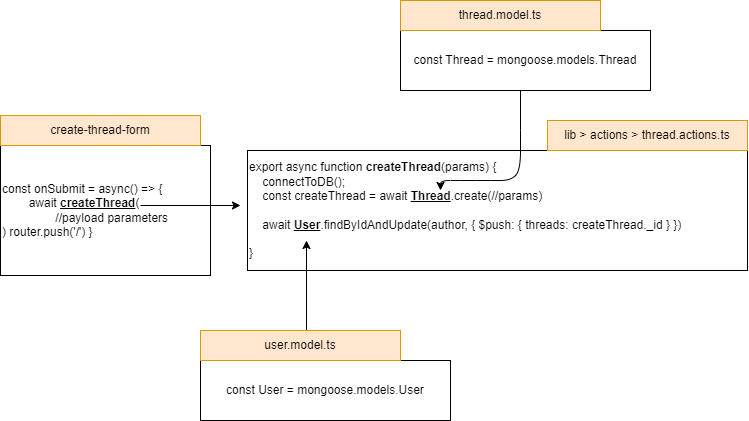 thread.model.ts
const Thread = mongoose.models.Thread
create-thread-form
const onSubmit = async() => {
await createThread(
//payload parameters
) router.push('/') }
lib > actions > thread.actions.ts
export async function createThread(params) {
connectToDB();
const createThread = await Thread.create(//params)
await User.findByIdAndUpdate(author, { $push: { threads: createThread._id } })
}
user.model.ts
const User = mongoose.models.User